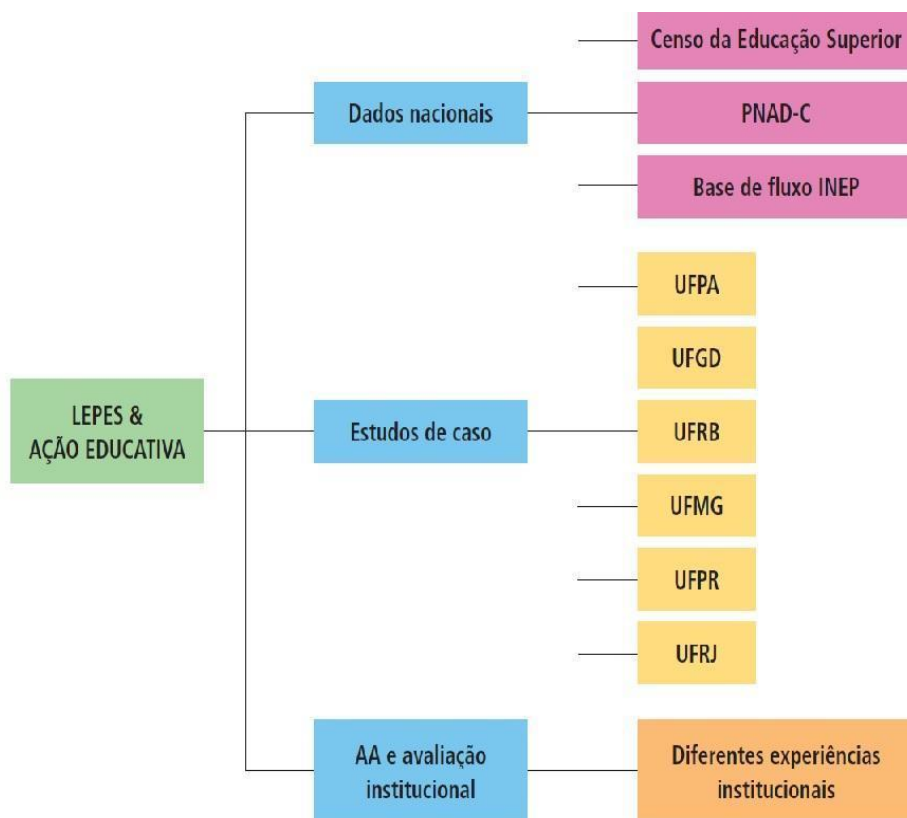 Censo da Educação Superior
Dados nacionais
PNAD-C
Base de fluxo INEP
UFPA
UFGD
LEPES &
AÇÃO EDUCATIVA
Estudos de caso
UFRB
UFMG
UFPR
UFRJ
AA e avaliação
institucional
Diferentes experiências
institucionais